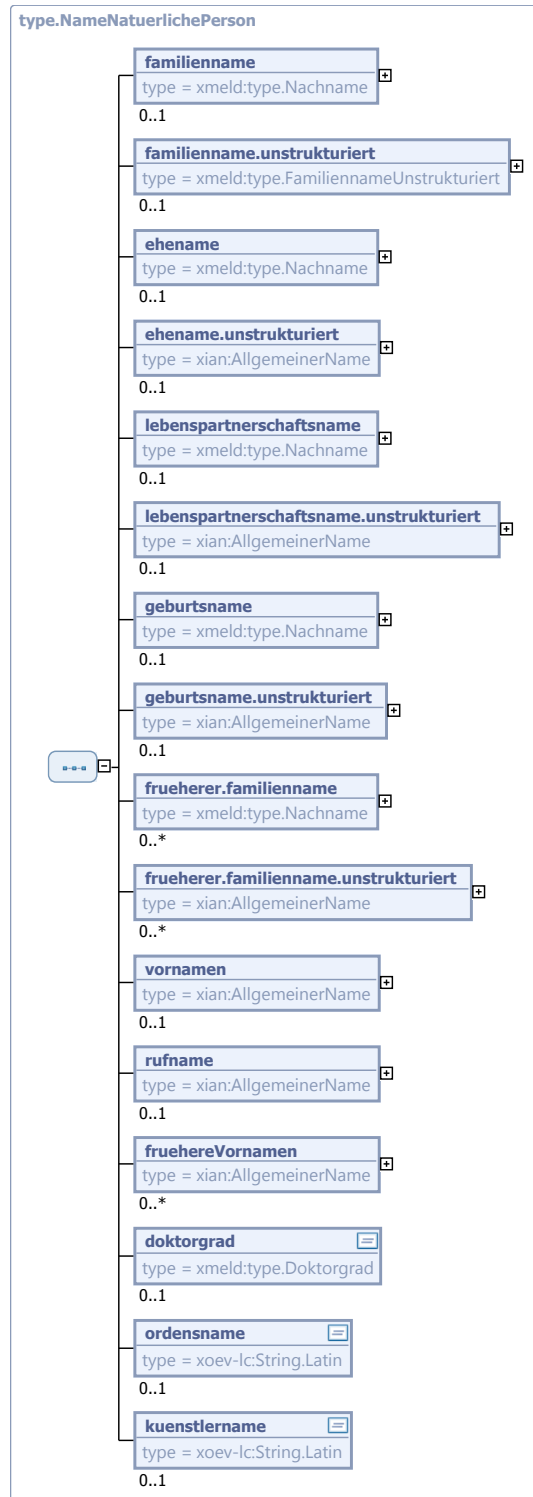 type.NameNatuerlichePerson
familienname
type = xmeld:type.Nachname
0..1
familienname.unstrukturiert
type = xmeld:type.FamiliennameUnstrukturiert
0..1
ehename
type = xmeld:type.Nachname
0..1
ehename.unstrukturiert
type = xian:AllgemeinerName
0..1
lebenspartnerschaftsname
type = xmeld:type.Nachname
0..1
lebenspartnerschaftsname.unstrukturiert
type = xian:AllgemeinerName
0..1
geburtsname
type = xmeld:type.Nachname
0..1
geburtsname.unstrukturiert
type = xian:AllgemeinerName
0..1
frueherer.familienname
type = xmeld:type.Nachname
0..*
frueherer.familienname.unstrukturiert
type = xian:AllgemeinerName
0..*
vornamen
type = xian:AllgemeinerName
0..1
rufname
type = xian:AllgemeinerName
0..1
fruehereVornamen
type = xian:AllgemeinerName
0..*
doktorgrad
type = xmeld:type.Doktorgrad
0..1
ordensname
type = xoev-lc:String.Latin
0..1
kuenstlername
type = xoev-lc:String.Latin
0..1